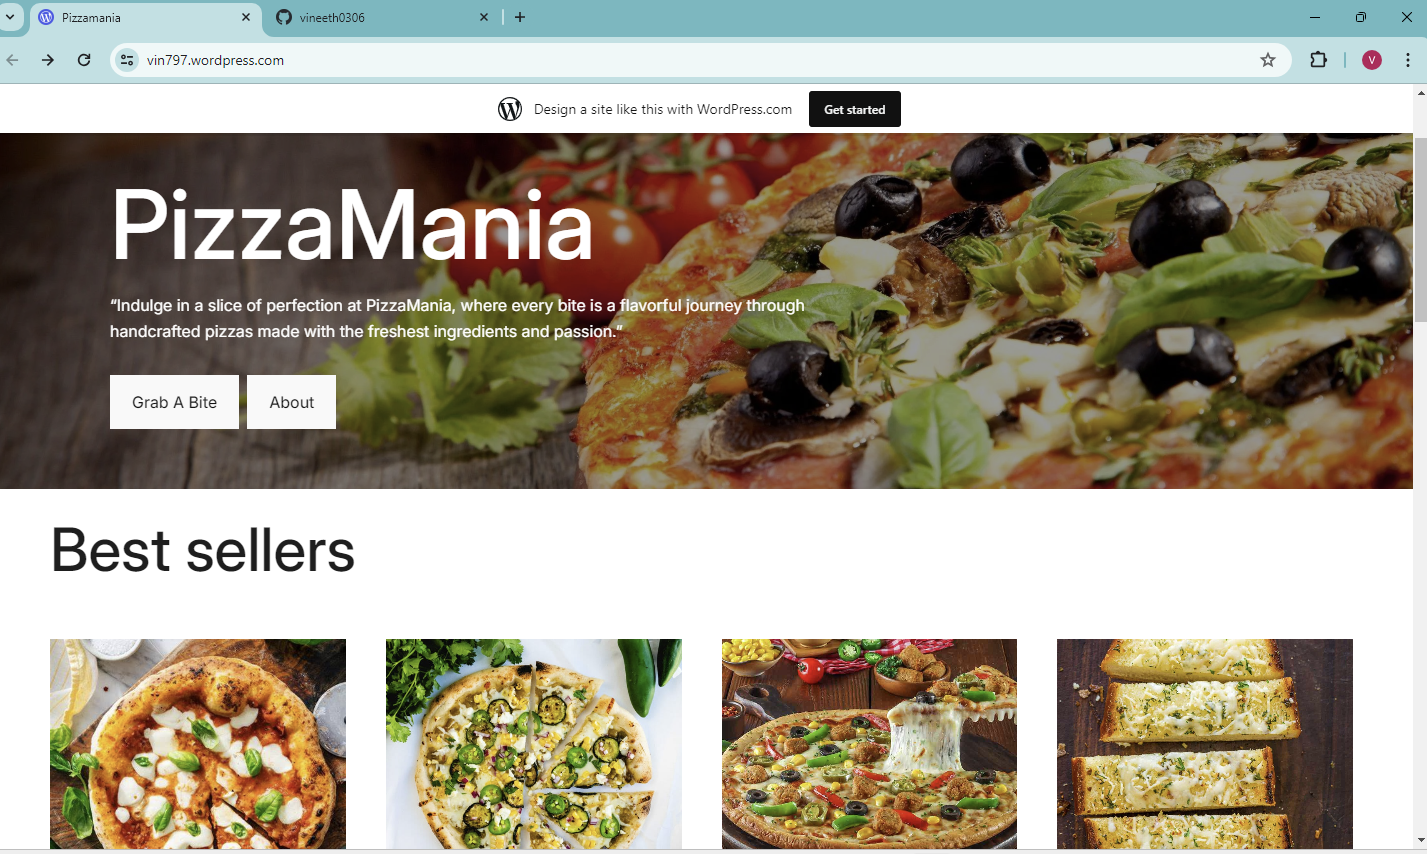 Pizzamania
vineeth0306
vin797.wordpress.com
V
Design a site like this with WordPress.com
Get started
PizzaMania
“Indulge in a slice of perfection at PizzaMania, where every bite is a flavorful journey through
handcrafted pizzas made with the freshest ingredients and passion.”
Grab A Bite
About
Best sellers